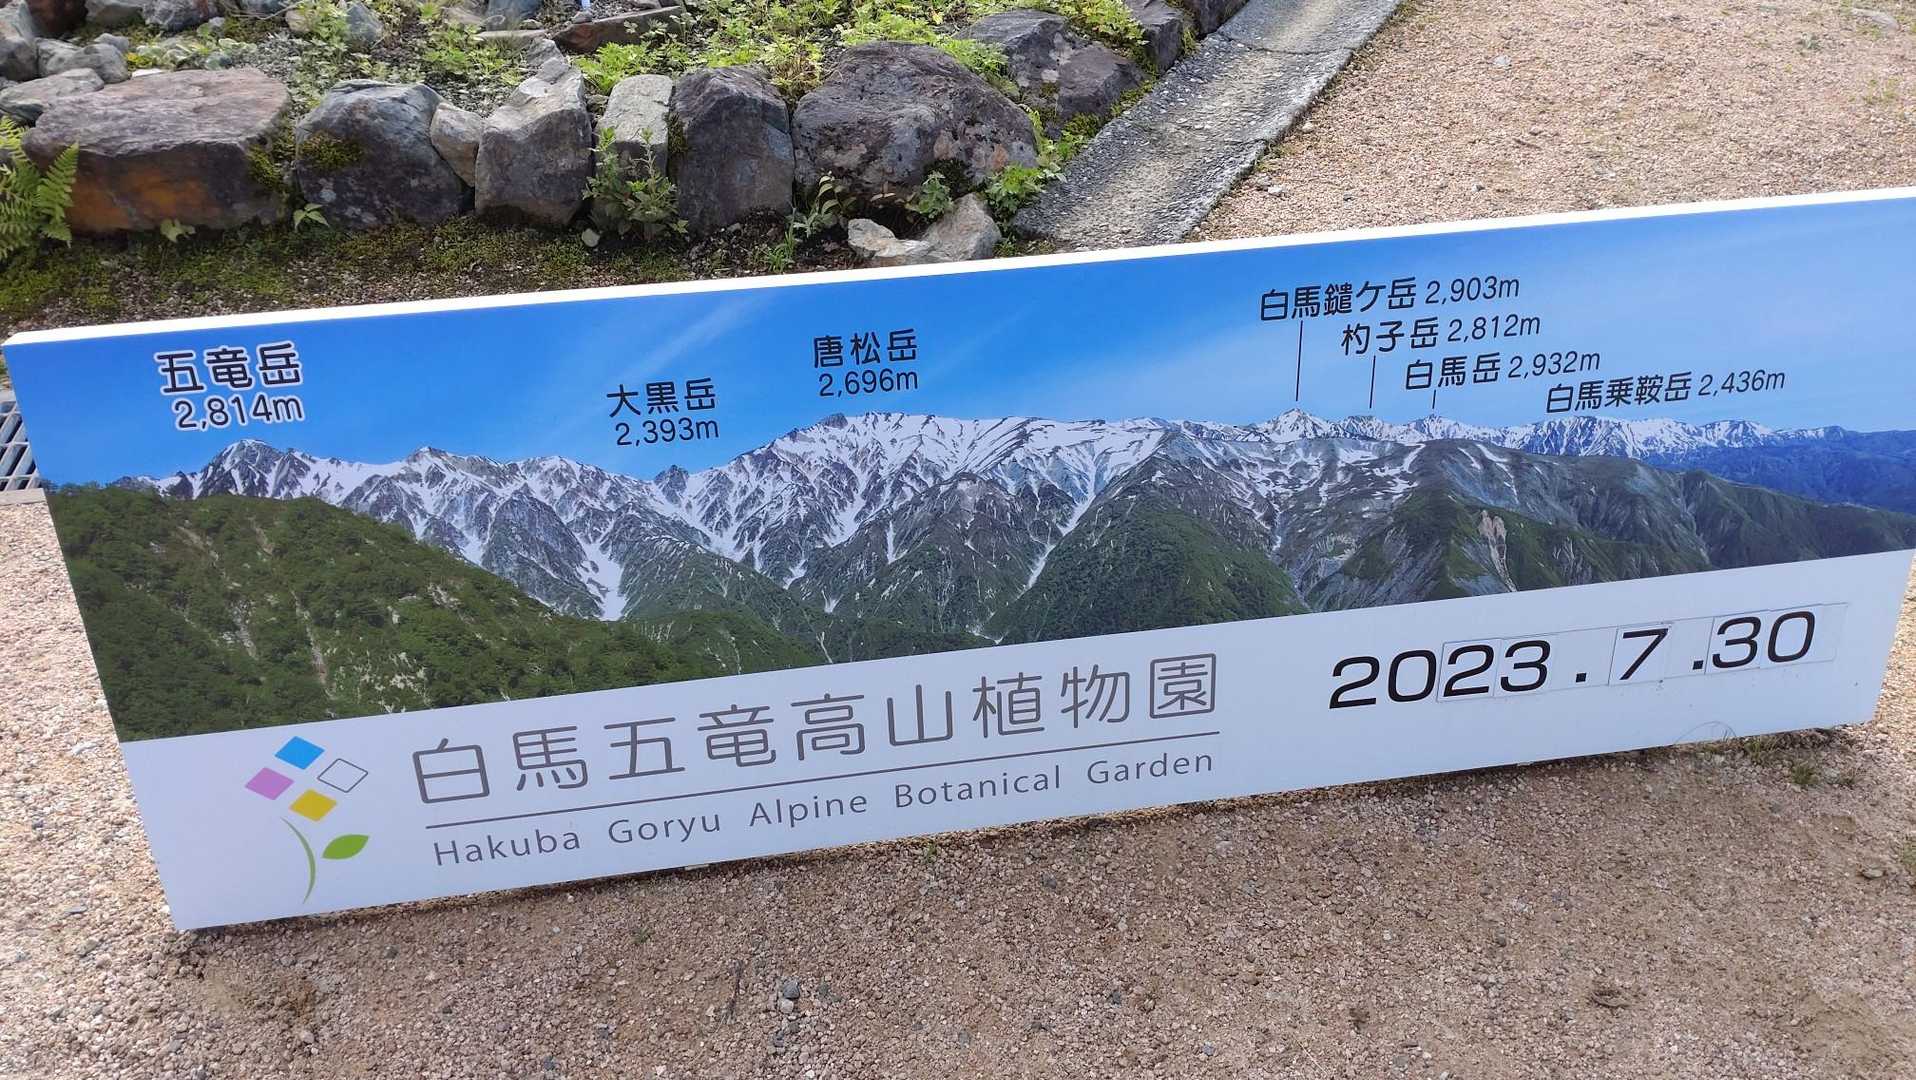 五竜岳
2,814m
大黒岳
2,393m
唐松岳
2,696m
白馬鑓ケ岳 2,903m
杓子岳 2,812m
白馬岳 2,932m
白馬乗鞍岳 2,436m
白馬五竜高山植物園
Hakuba Goryu Alpine Botanical Garden
2023.7.30